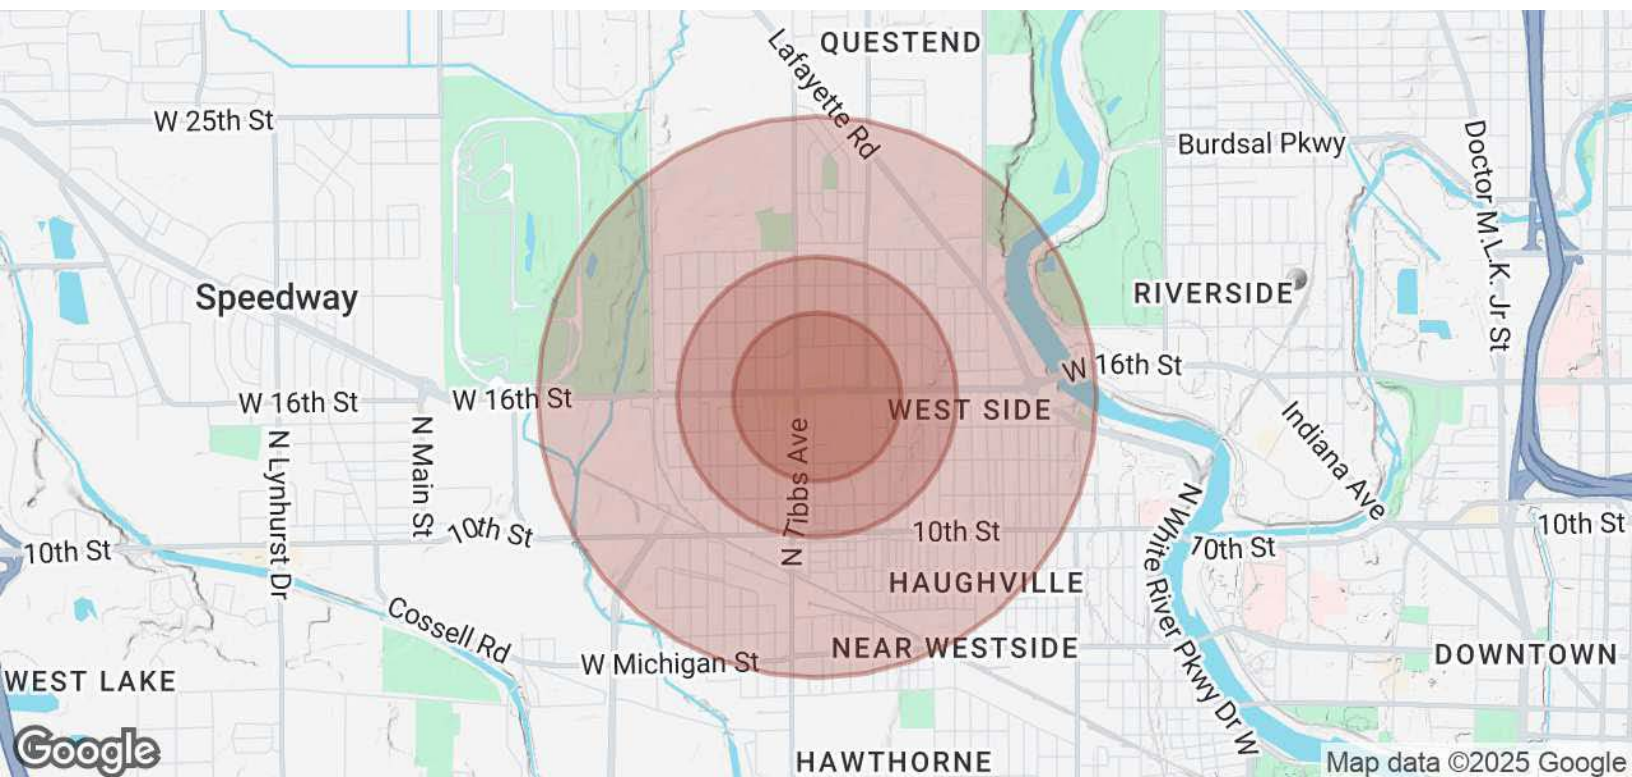 QUESTEND
Lafayette Rd
W 25th St
Burdsal Pkwy
Doctor M.L.K. Jr St
Speedway
RIVERSIDE
W 16th St
W 16th St
W 16th St
WEST SIDE
N Lynhurst Dr
N Main St
N Tibbs Ave
Indiana Ave
10th St
10th St
10th St
10th St
10th St
N White River Pkwy Dr W
HAUGHVILLE
Cossell Rd
W Michigan St
NEAR WESTSIDE
DOWNTOWN
WEST LAKE
HAWTHORNE
Google
Map data ©2025 Google